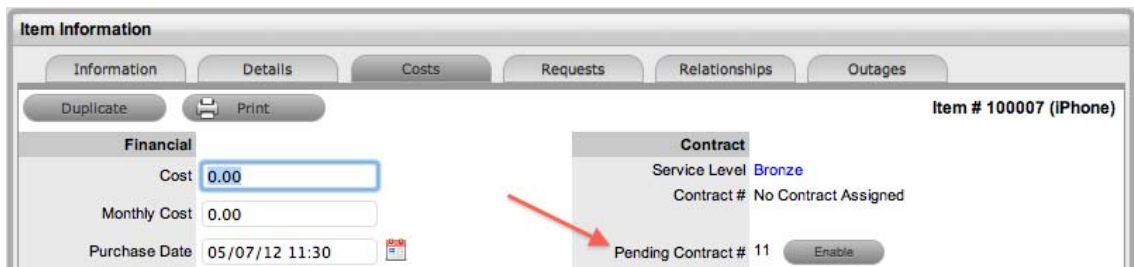 Item Information
Information Details Costs Requests Relationships Outages
Duplicate Print Item # 100007 (iPhone)
Financial Contract
Cost 0.00 Service Level Bronze
Contract # No Contract Assigned
Monthly Cost 0.00
Purchase Date 05/07/12 11:30 Pending Contract # 11 Enable